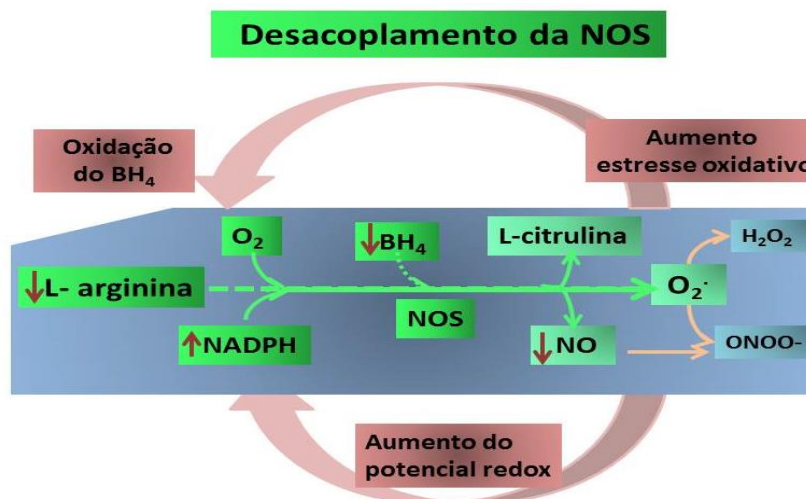 Desacoplamento da NOS
Oxidação
do BH₄
Aumento
estresse oxidativo
O₂
↓BH₄
L-citrulina
H₂O₂
↓L- arginina
O₂·
NOS
↑NADPH
↓NO
ONOO-
Aumento do
potencial redox